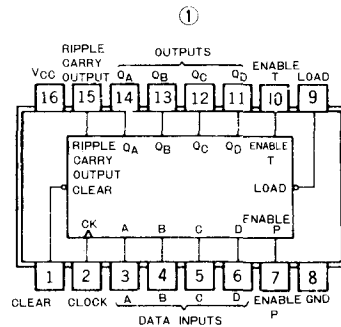 ①
RIPPLE
CARRY
OUTPUT
OUTPUTS
ENABLE
T
LOAD
VCC
QA QB QC QD
16 15 14 13 12 11 10 9
RIPPLE
CARRY
OUTPUT
QA QB QC QD
ENABLE
T
CLEAR
LOAD
ENABLE
P
CK A B C D
1 2 3 4 5 6 7 8
CLEAR CLOCK A B C D ENABLE GND
P
DATA INPUTS